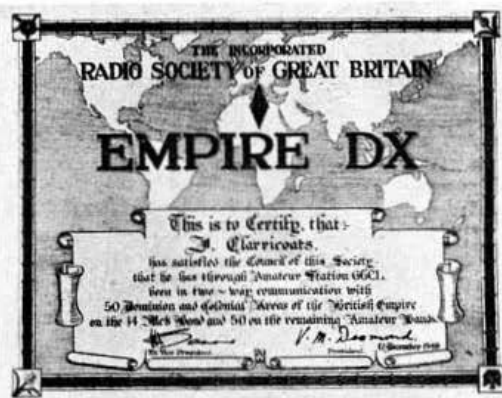 THE INCORPORATED
RADIO SOCIETY OF GREAT BRITAIN
EMPIRE DX
This is to Certify, that:-
J. Clarricoats,
has satisfied the Council of this Society
that he has through Amateur Station G6CL
been in two-way communication with
50 Dominion and Colonial Areas of the British Empire
on the 14 Mc/s Band and 50 on the remaining Amateur Bands.
V. M. Desmond
President
December